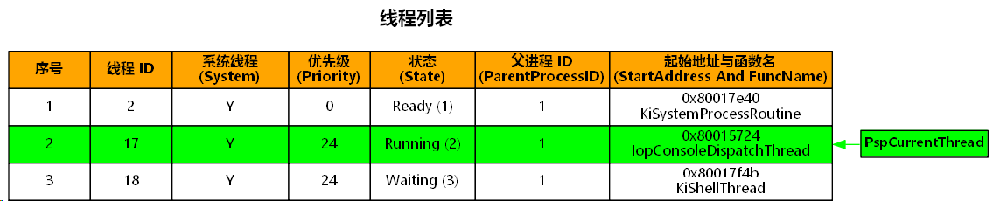 线程列表
序号 线程 ID 系统线程 (System) 优先级 (Priority) 状态 (State) 父进程 ID (ParentProcessID) 起始地址与函数名 (StartAddress And FuncName)
1 2 Y 0 Ready (1) 1 0x80017e40 KiSystemProcessRoutine
2 17 Y 24 Running (2) 1 0x80015724 IopConsoleDispatchThread PspCurrentThread
3 18 Y 24 Waiting (3) 1 0x80017f4b KiShellThread